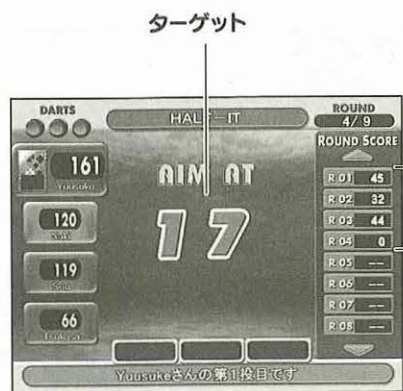 ターゲット
DARTS
HALF-IT
ROUND
4/ 9
161
Yuusuke
120
119
66
AIM AT
17
ROUND SCORE
R 01 45
R 02 32
R 03 44
R 04 0
R 05 --
R 06 --
R 07 --
R 08 --
Yuusukeさんの第1投目です